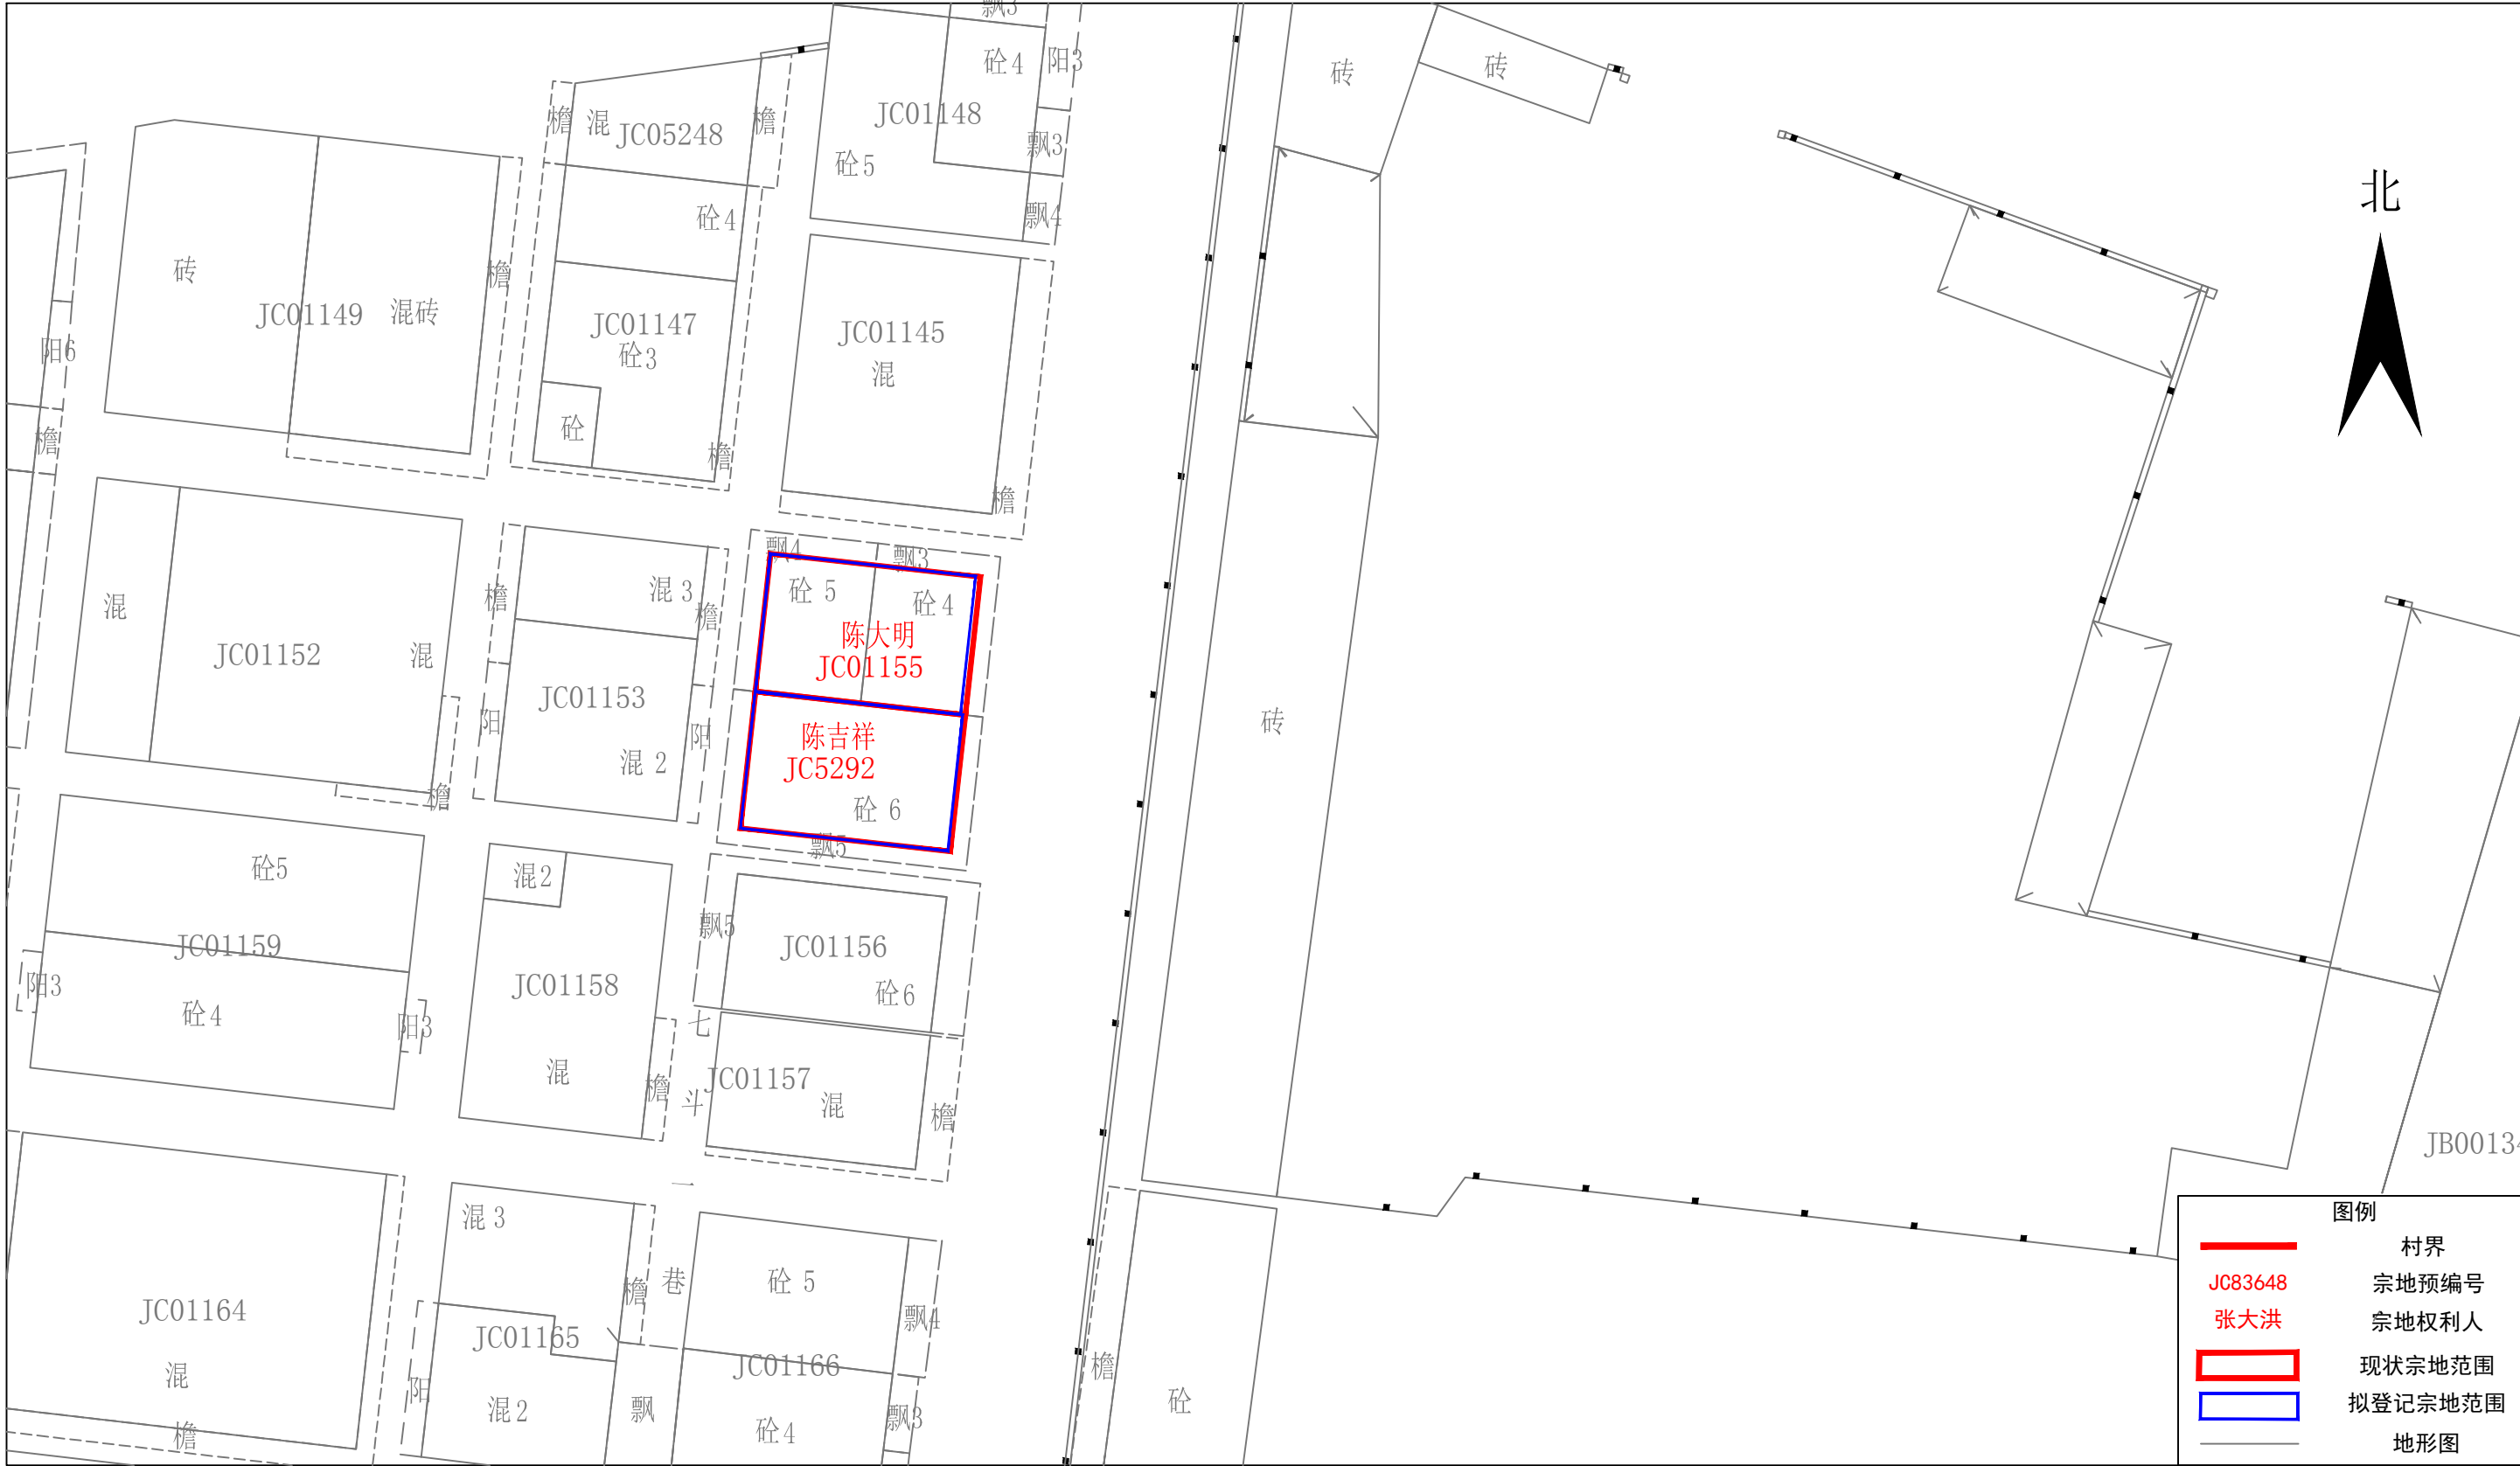 飘3
砼4
阳3
砖
砖
檐
混
JC05248
檐
JC01148
砼5
飘3
飘4
砼4
北
砖
JC01149
混砖
檐
JC01147
砼3
JC01145
混
阳6
檐
砼
檐
檐
飘4
飘3
混
JC01152
混
檐
混 3
檐
砼 5
砼4
陈大明
JC01155
JC01153
阳
混 2
阳
陈吉祥
JC5292
砼 6
砖
檐
飘5
砼5
混2
JC01159
飘5
JC01156
砼6
阳3
砼4
阳3
JC01158
混
檐
七
斗
一
巷
JC01157
混
檐
JB00134
混 3
檐
砼 5
飘4
JC01164
混
檐
阳
JC01165
混2
飘
JC01166
砼4
飘3
檐
砼
图例
村界
JC83648 宗地预编号
张大洪 宗地权利人
现状宗地范围
拟登记宗地范围
地形图